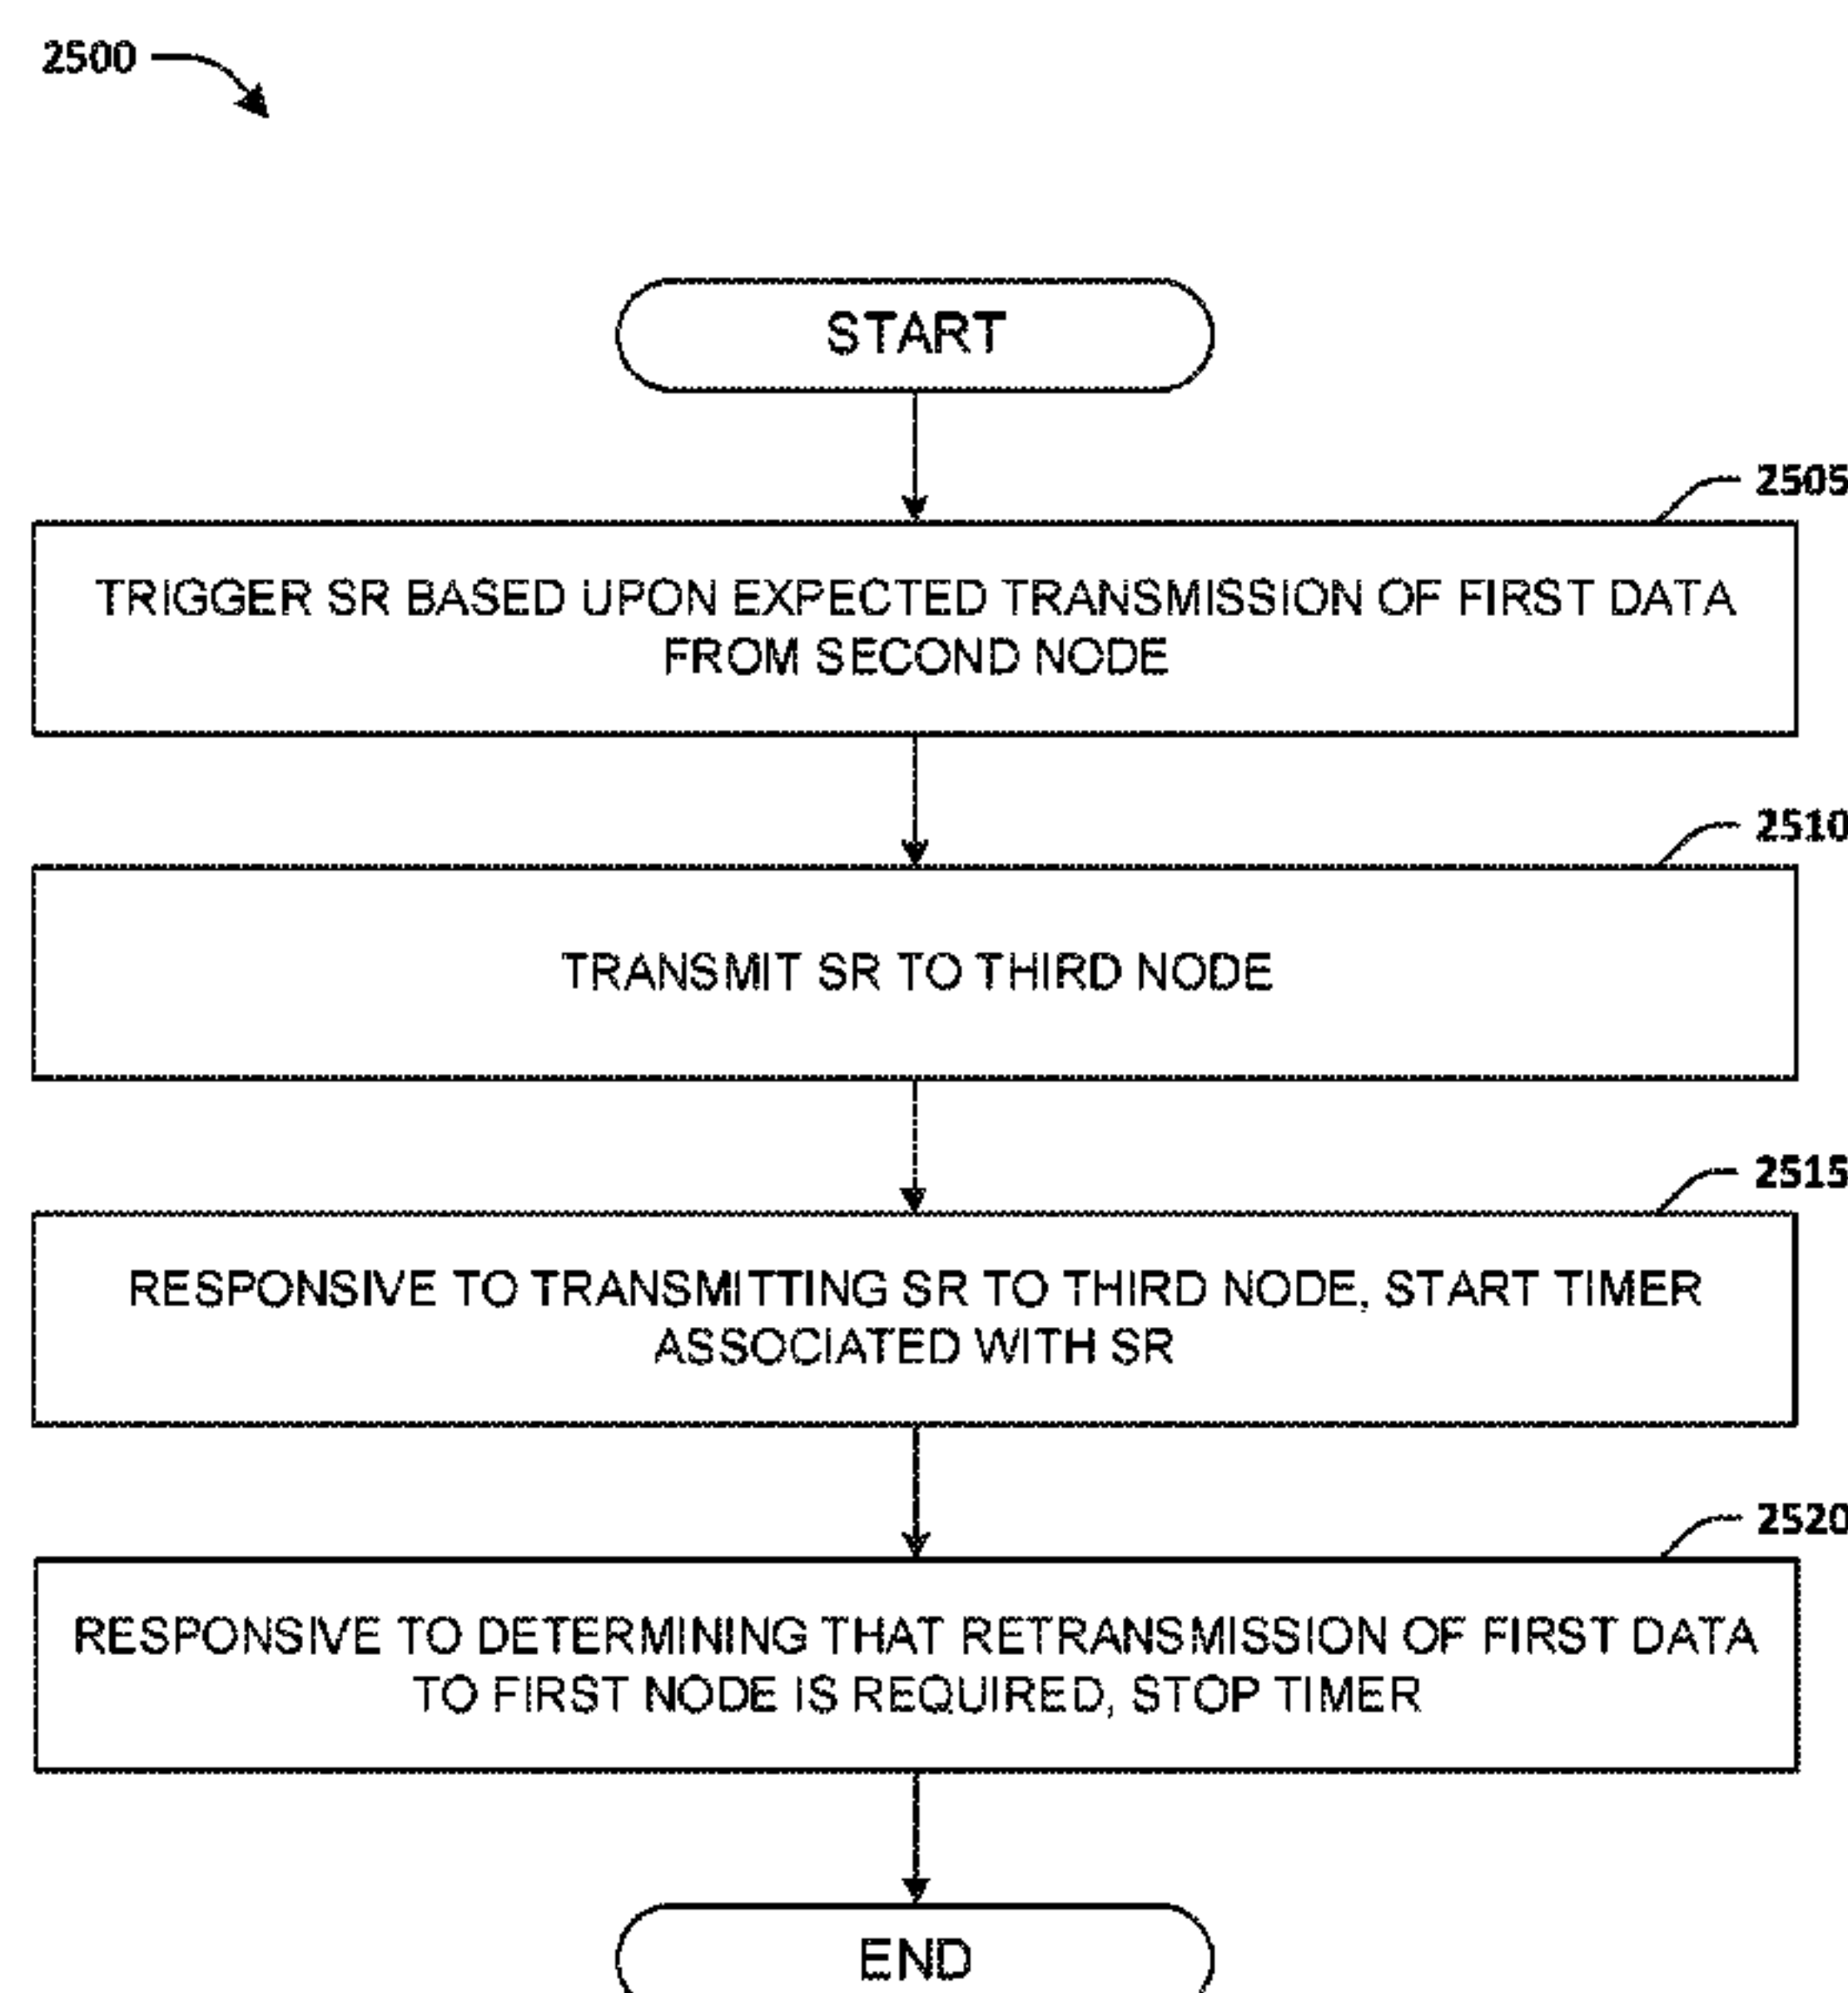 2500
START
2505
TRIGGER SR BASED UPON EXPECTED TRANSMISSION OF FIRST DATA
FROM SECOND NODE
2510
TRANSMIT SR TO THIRD NODE
2515
RESPONSIVE TO TRANSMITTING SR TO THIRD NODE, START TIMER
ASSOCIATED WITH SR
2520
RESPONSIVE TO DETERMINING THAT RETRANSMISSION OF FIRST DATA
TO FIRST NODE IS REQUIRED, STOP TIMER
END